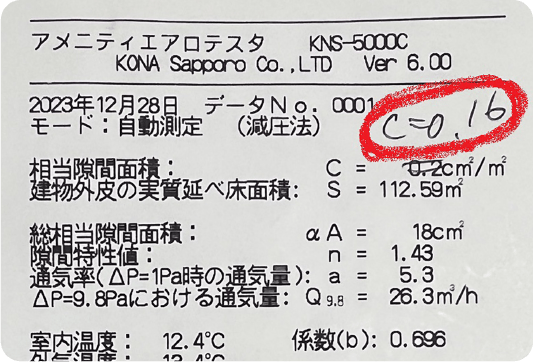 アメニティエアロテスタ KNS-5000C
KONA Sapporo Co.,LTD Ver 6.00
2023年12月28日 データNo. 0001
モード：自動測定 （減圧法）
C=0.16
相当隙間面積： C = 0.2cm²/m²
建物外皮の実質延べ床面積： S = 112.59m²
総相当隙間面積： αA = 18cm²
隙間特性値： n = 1.43
通気率(△P=1Pa時の通気量)： a = 5.3
△P=9.8Paにおける通気量： Q9.8 = 26.3m³/h
室内温度： 12.4℃ 係数(b)： 0.696
外気温度： 13.4℃